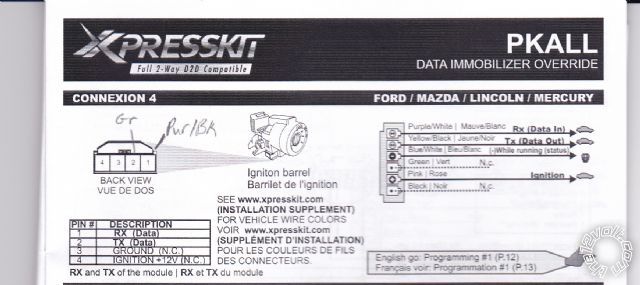 XPRESSKIT
Full 2-Way D2D Compatible
PKALL
DATA IMMOBILIZER OVERRIDE
CONNEXION 4
FORD / MAZDA / LINCOLN / MERCURY
Gr
Pur/BK
4 3 2 1
BACK VIEW
VUE DE DOS
Igniton barrel
Barrilet de l'ignition
Purple/White | Mauve/Blanc
Rx (Data In)
Yellow/Black | Jaune/Noir
Tx (Data Out)
Blue/White | Bleu/Blanc
(-)While running (status)
Green | Vert
N.c.
Pink | Rose
Ignition
Black | Noir
N.c.
SEE www.xpresskit.com
(INSTALLATION SUPPLEMENT)
FOR VEHICLE WIRE COLORS
VOIR www.xpresskit.com
(SUPPLÉMENT D'INSTALLATION)
POUR LES COULEURS DE FILS
DES CONNECTEURS.
PIN # DESCRIPTION
1 RX (Data)
2 TX (Data)
3 GROUND (N.C.)
4 IGNITION +12V (N.C.)
RX and TX of the module | RX et TX du module
English go: Programming #1 (P.12)
Français voir: Programmation #1 (P.13)
the12volt.com